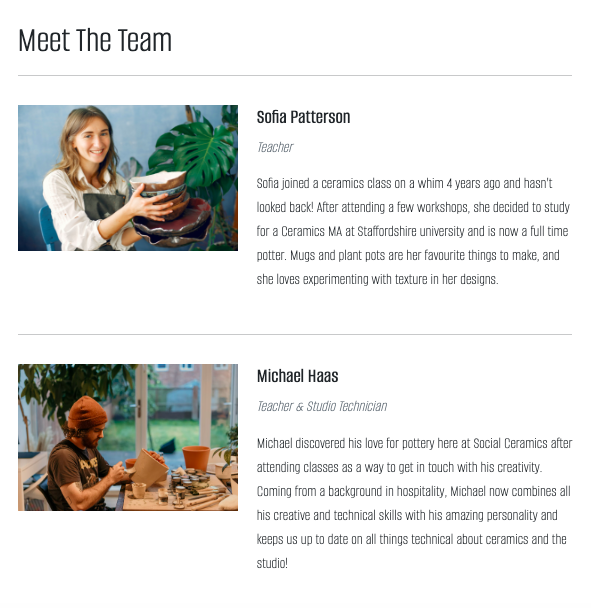 Meet The Team
Sofia Patterson
Teacher
Sofia joined a ceramics class on a whim 4 years ago and hasn't
looked back! After attending a few workshops, she decided to study
for a Ceramics MA at Staffordshire university and is now a full time
potter. Mugs and plant pots are her favourite things to make, and
she loves experimenting with texture in her designs.
Michael Haas
Teacher & Studio Technician
Michael discovered his love for pottery here at Social Ceramics after
attending classes as a way to get in touch with his creativity.
Coming from a background in hospitality, Michael now combines all
his creative and technical skills with his amazing personality and
keeps us up to date on all things technical about ceramics and the
studio!